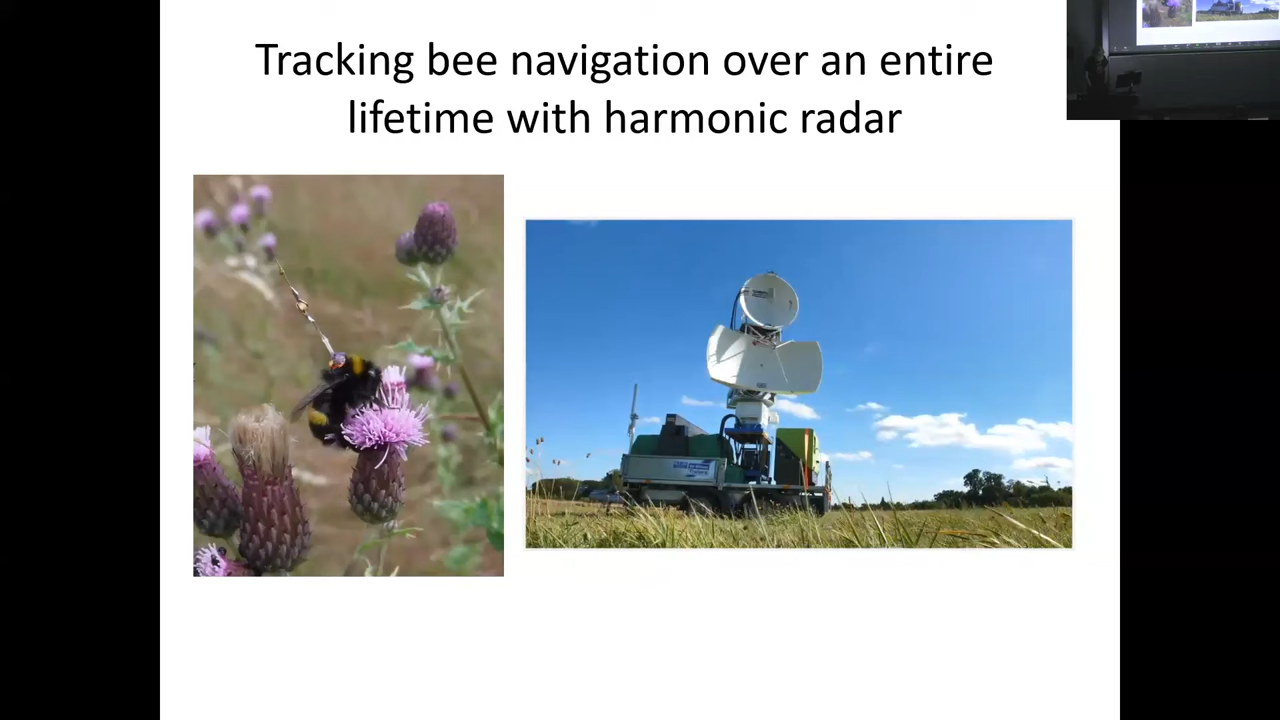 Tracking bee navigation over an entire
lifetime with harmonic radar